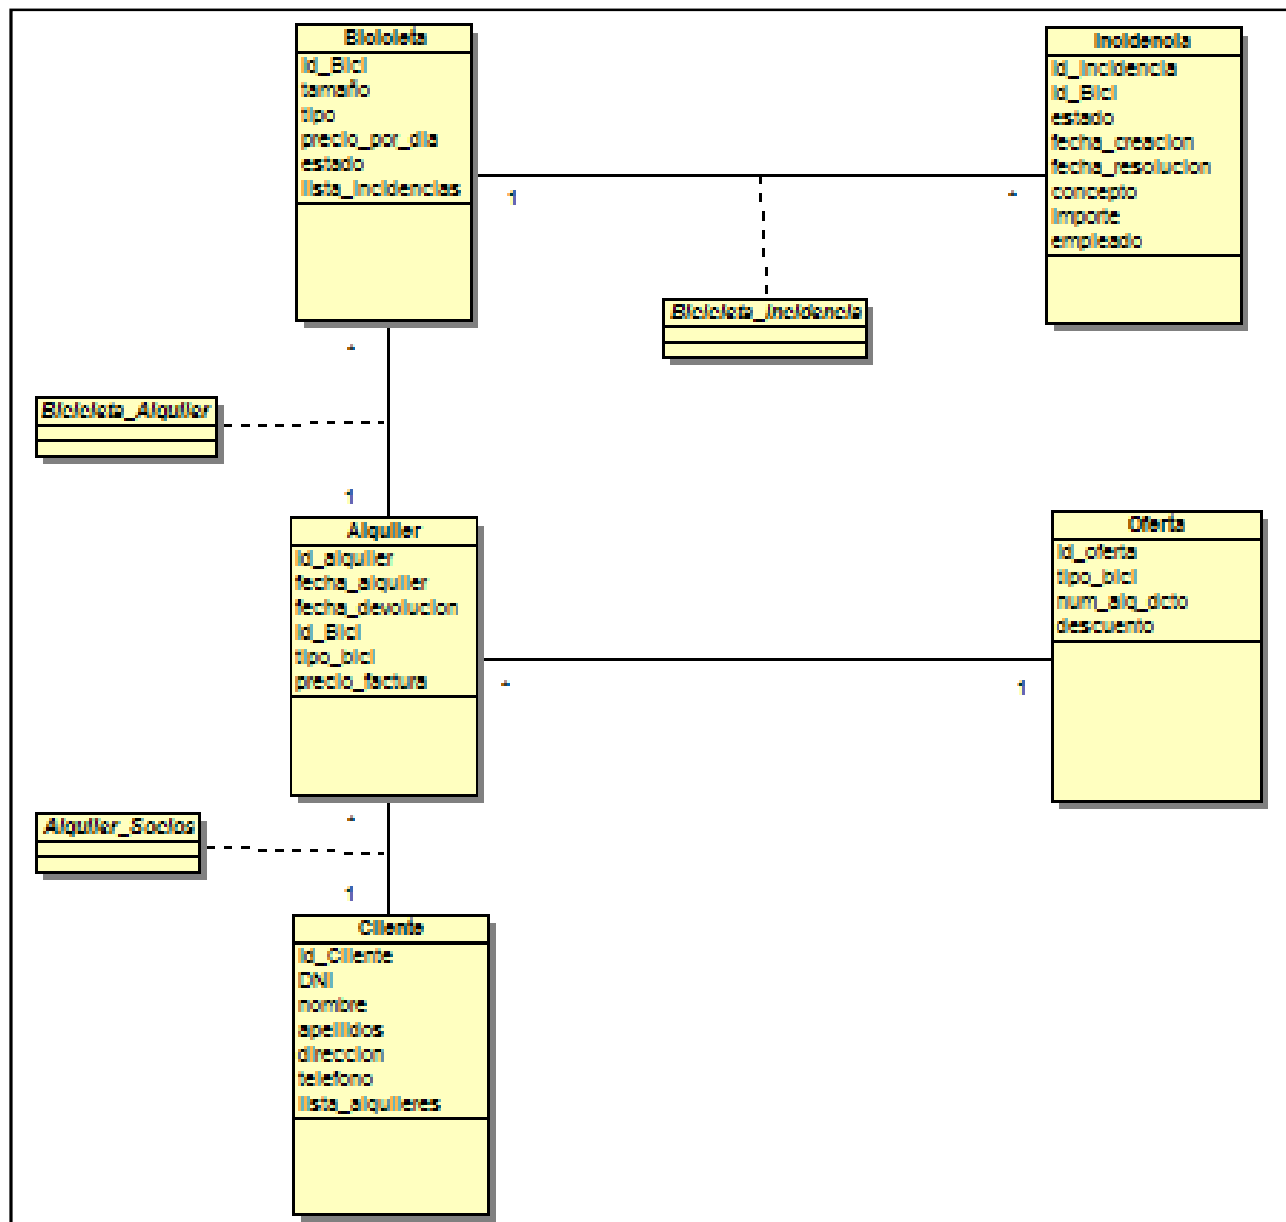 Bicicleta
id_Bici
tamaño
tipo
precio_por_dia
estado
lista_incidencias
Incidencia
id_incidencia
id_Bici
estado
fecha_creacion
fecha_resolucion
concepto
importe
empleado
1
*
Bicicleta_Incidencia
*
Bicicleta_Alquiler
1
Alquiler
id_alquiler
fecha_alquiler
fecha_devolucion
id_Bici
tipo_bici
precio_factura
Oferta
id_oferta
tipo_bici
num_alq_dcto
descuento
*
1
*
Alquiler_Socios
1
Cliente
id_Cliente
DNI
nombre
apellidos
direccion
telefono
lista_alquileres